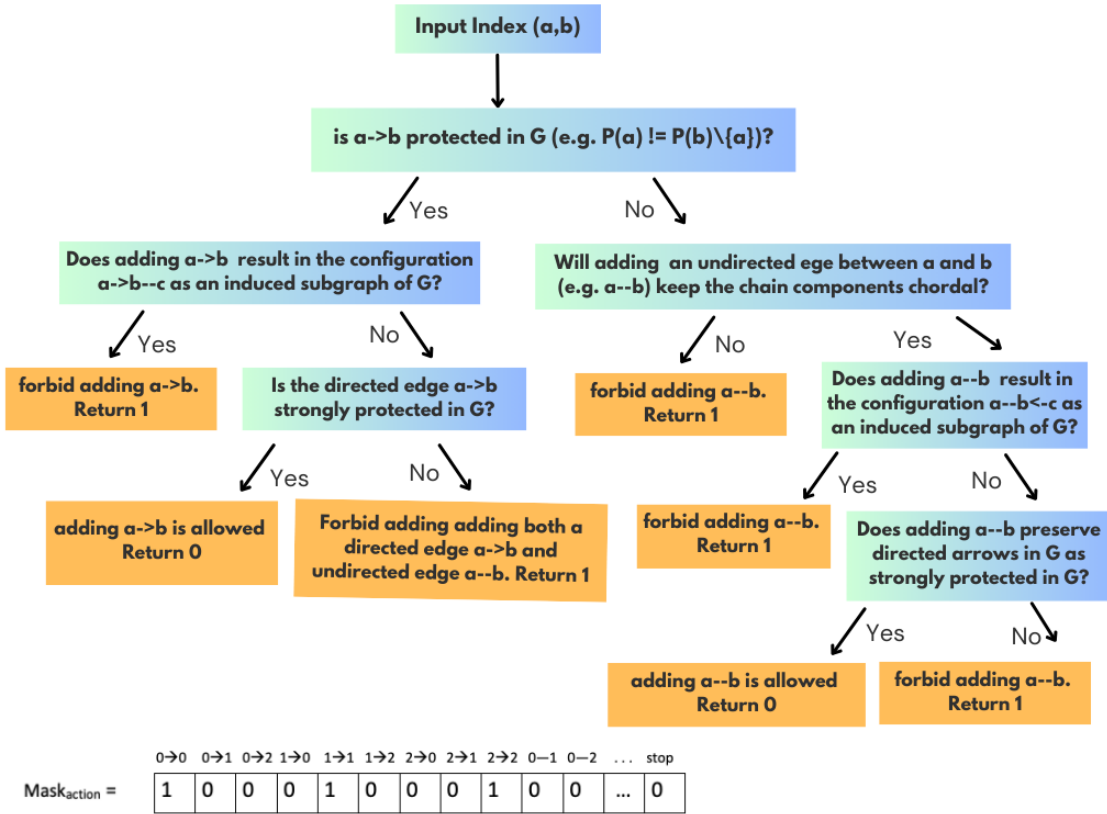 Input Index (a,b)
is a->b protected in G (e.g. P(a) != P(b)\{a})?
Yes
No
Does adding a->b result in the configuration
a->b--c as an induced subgraph of G?
Will adding an undirected ege between a and b
(e.g. a--b) keep the chain components chordal?
Yes
No
No
Yes
forbid adding a->b.
Return 1
Is the directed edge a->b
strongly protected in G?
forbid adding a--b.
Return 1
Does adding a--b result in
the configuration a--b<-c as
an induced subgraph of G?
Yes
No
Yes
No
adding a->b is allowed
Return 0
Forbid adding adding both a
directed edge a->b and
undirected edge a--b. Return 1
forbid adding a--b.
Return 1
Does adding a--b preserve
directed arrows in G as
strongly protected in G?
Yes
No
adding a--b is allowed
Return 0
forbid adding a--b.
Return 1
0→0 0→1 0→2 1→0 1→1 1→2 2→0 2→1 2→2 0—1 0—2 ... stop
Maskaction = 1 0 0 0 1 0 0 0 1 0 0 ... 0